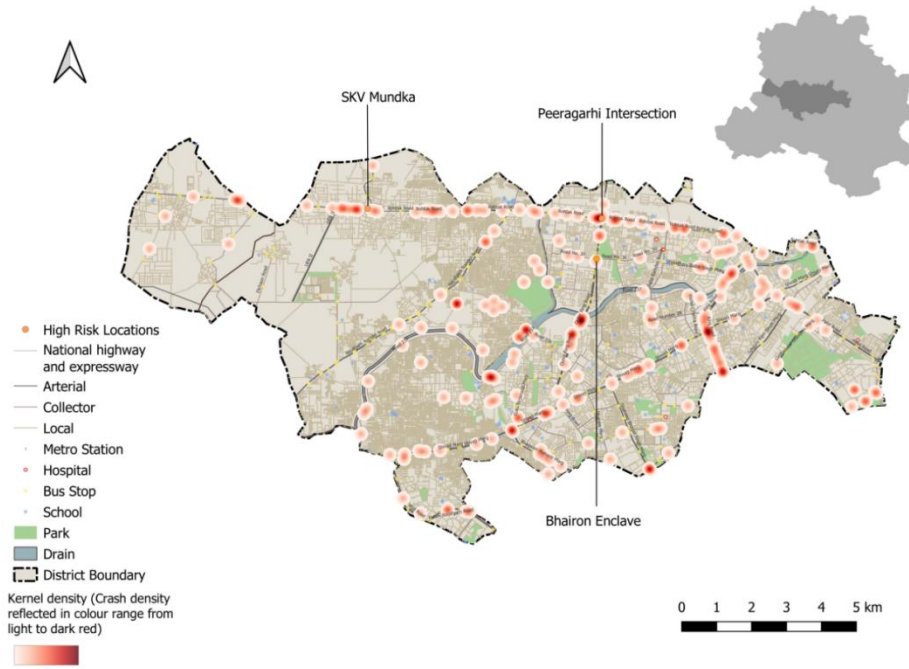 SKV Mundka
Peeragarhi Intersection
Bhairon Enclave
High Risk Locations
National highway
and expressway
Arterial
Collector
Local
Metro Station
Hospital
Bus Stop
School
Park
Drain
District Boundary
Kernel density (Crash density
reflected in colour range from
light to dark red)
0 1 2 3 4 5 km